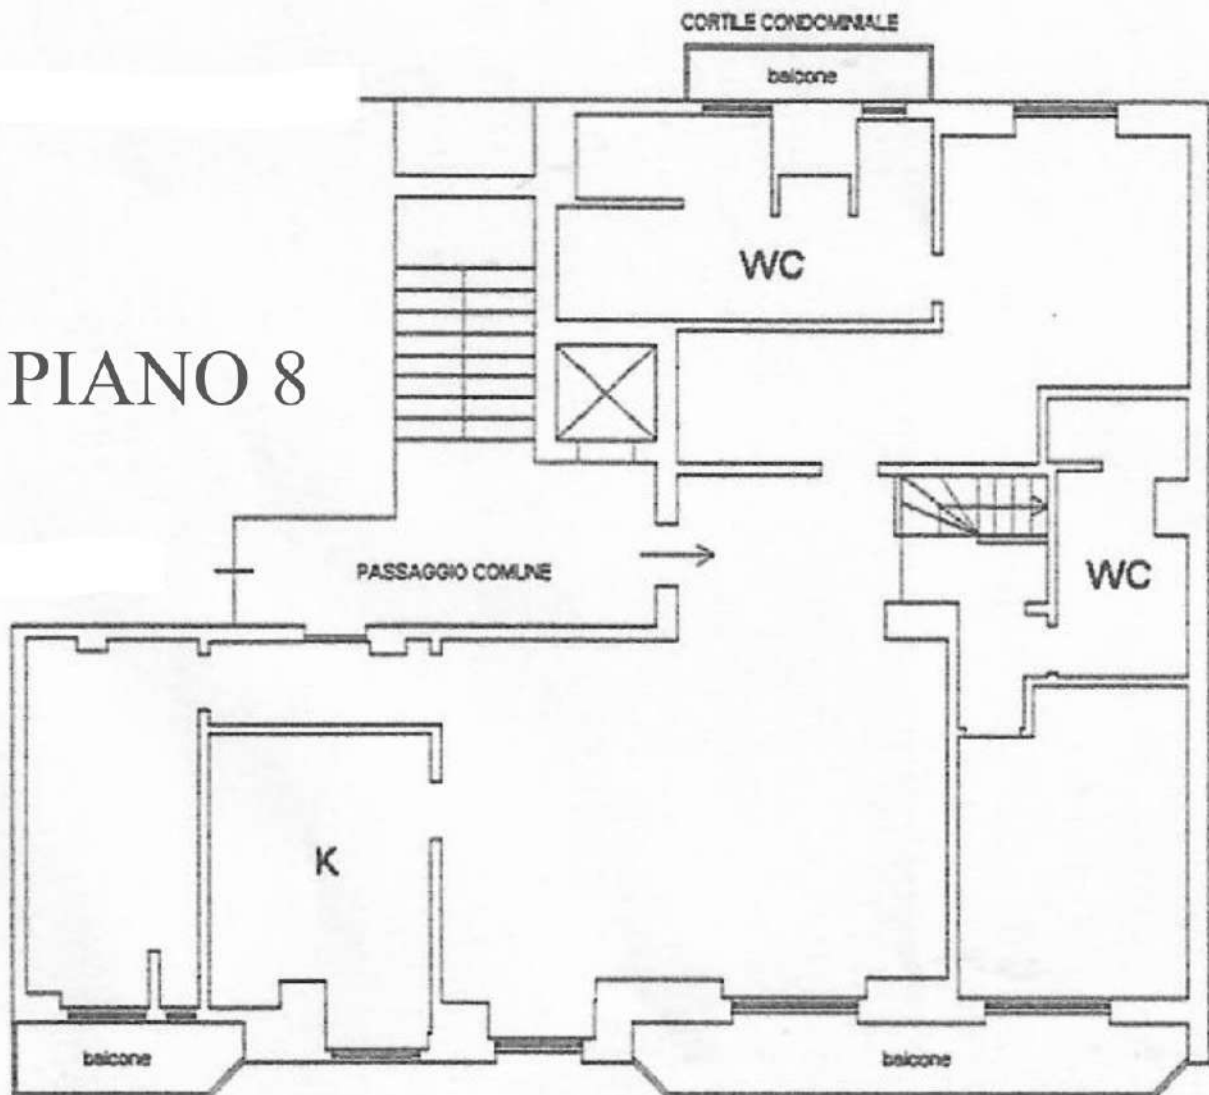 CORTILE CONDOMINIALE
balcone
WC
PIANO 8
PASSAGGIO COMUNE
WC
K
balcone
balcone